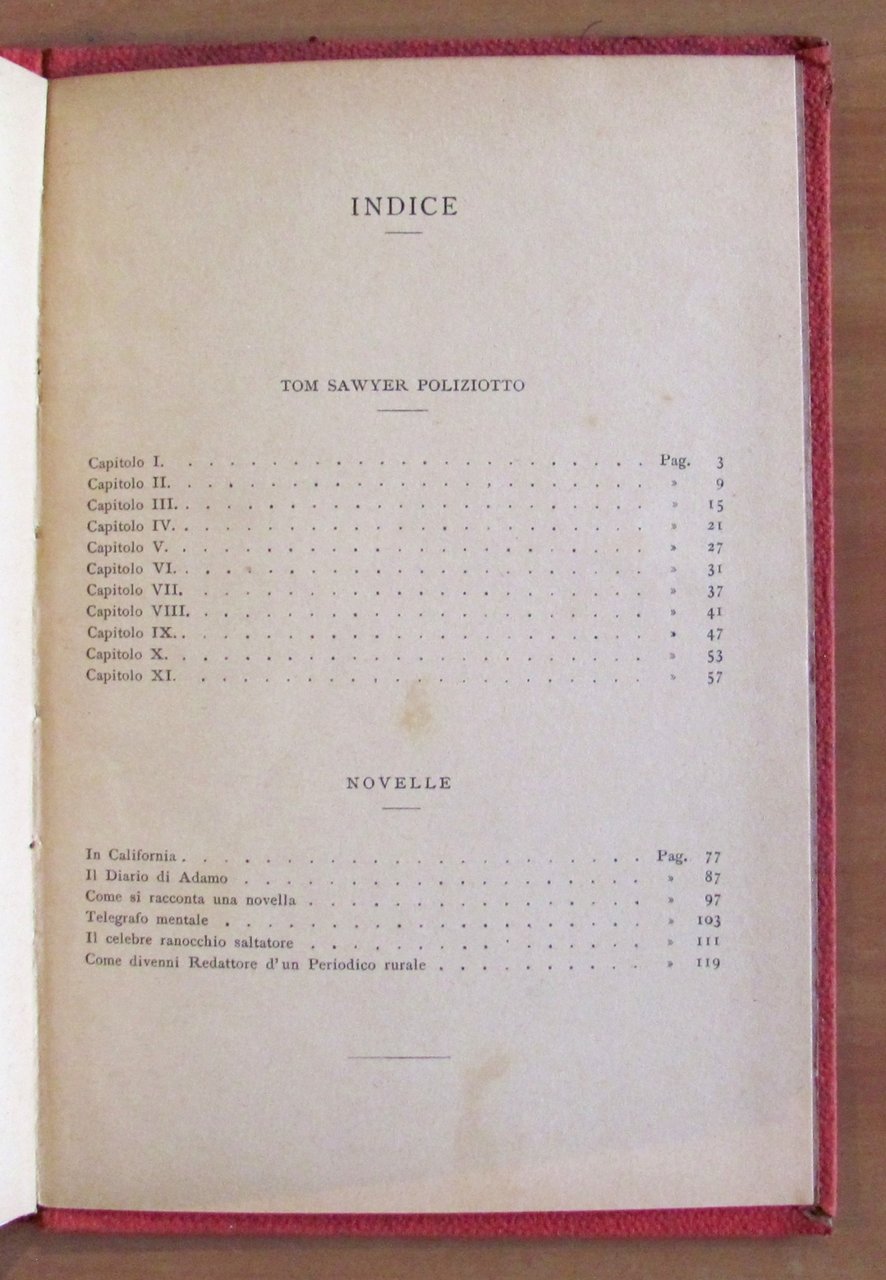 INDICE
TOM SAWYER POLIZIOTTO
Capitolo I. . . . . . . . . . . . . . . . . . . . . . . Pag. 3
Capitolo II. . . . . . . . . . . . . . . . . . . . . . » 9
Capitolo III. . . . . . . . . . . . . . . . . . . . . . » 15
Capitolo IV. . . . . . . . . . . . . . . . . . . . . . » 21
Capitolo V. . . . . . . . . . . . . . . . . . . . . . . » 27
Capitolo VI. . . . . . . . . . . . . . . . . . . . . . » 31
Capitolo VII. . . . . . . . . . . . . . . . . . . . . . » 37
Capitolo VIII. . . . . . . . . . . . . . . . . . . . . » 41
Capitolo IX. . . . . . . . . . . . . . . . . . . . . . » 47
Capitolo X. . . . . . . . . . . . . . . . . . . . . . . » 53
Capitolo XI. . . . . . . . . . . . . . . . . . . . . . » 57
NOVELLE
In California . . . . . . . . . . . . . . . . . . . . . . Pag. 77
Il Diario di Adamo . . . . . . . . . . . . . . . . . . . » 87
Come si racconta una novella . . . . . . . . . . . . . . . . » 97
Telegrafo mentale . . . . . . . . . . . . . . . . . . . . » 103
Il celebre ranocchio saltatore . . . . . . . . . . . . . . . . » 111
Come divenni Redattore d'un Periodico rurale . . . . . . . . . . » 119